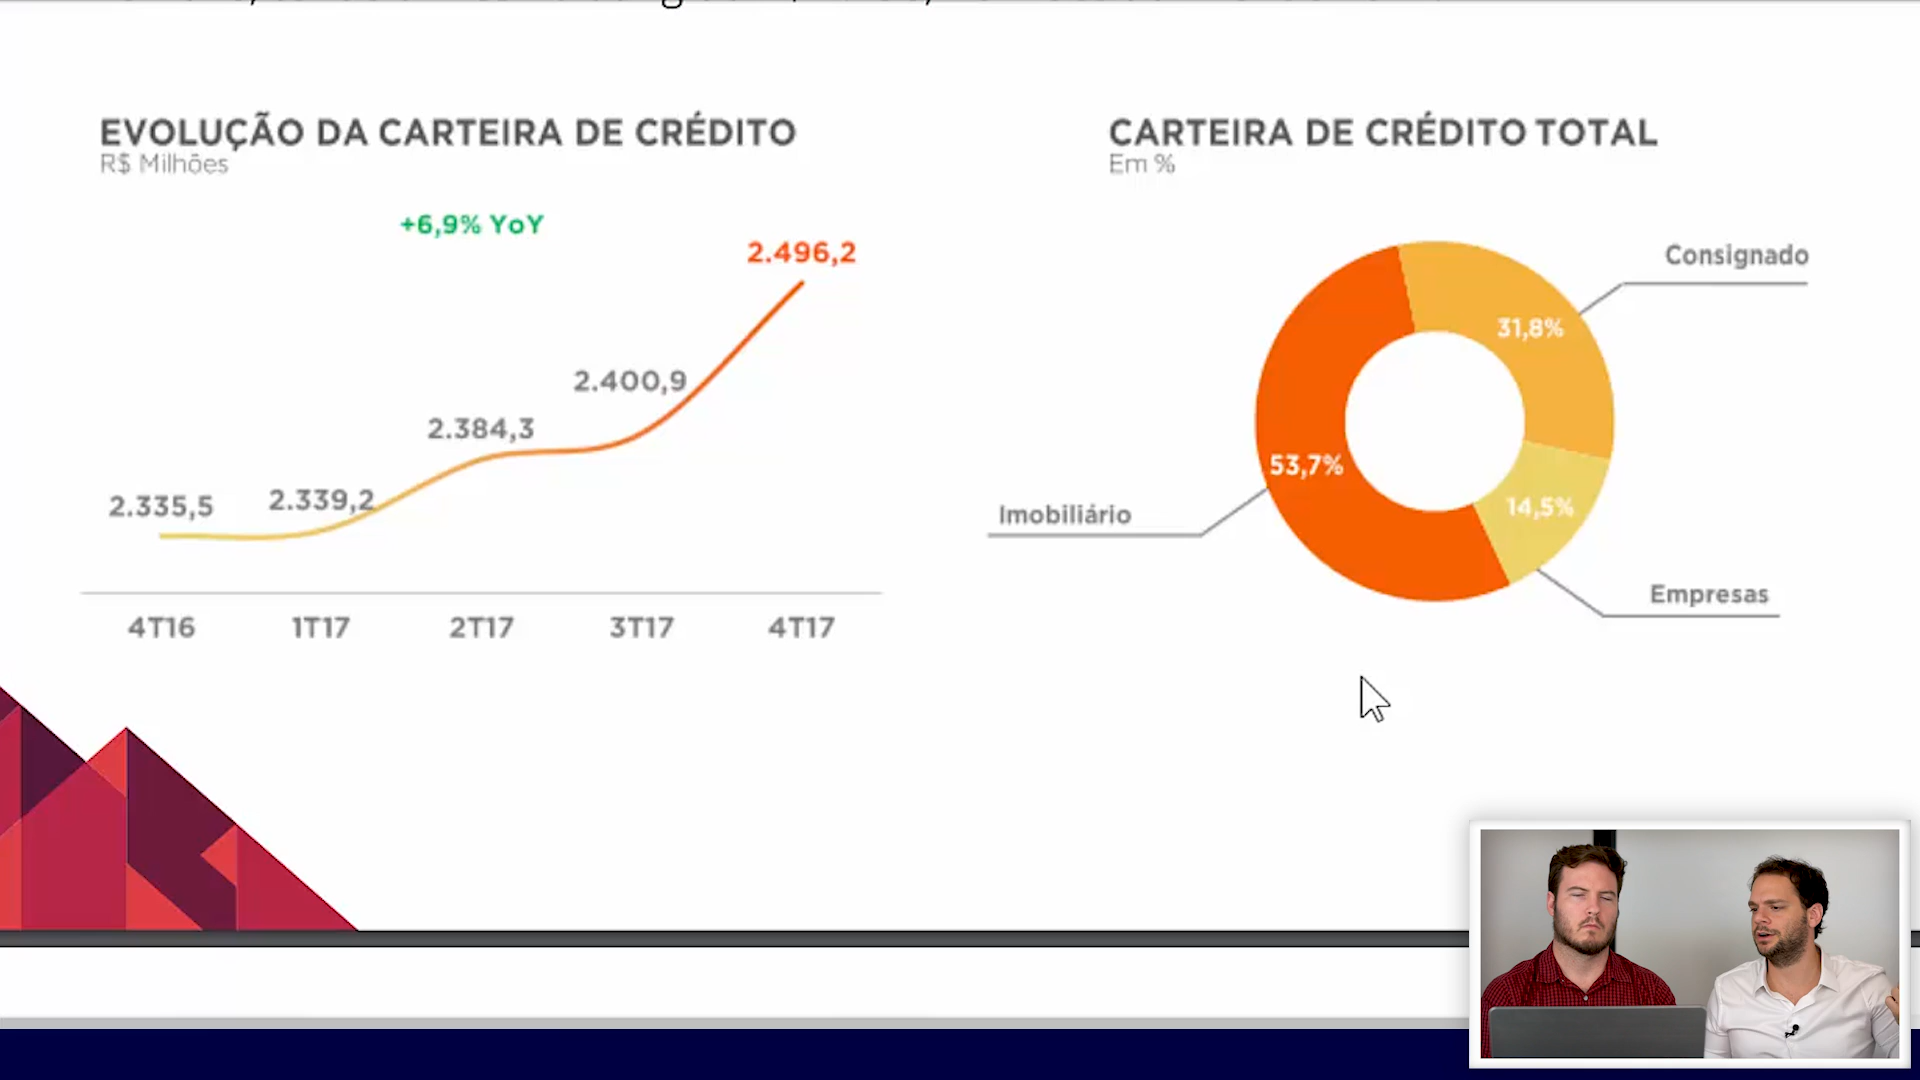 EVOLUÇÃO DA CARTEIRA DE CRÉDITO
R$ Milhões
+6,9% YoY
2.496,2
2.400,9
2.384,3
2.335,5
2.339,2
4T16 1T17 2T17 3T17 4T17
CARTEIRA DE CRÉDITO TOTAL
Em %
Consignado
31,8%
53,7%
14,5%
Imobiliário
Empresas